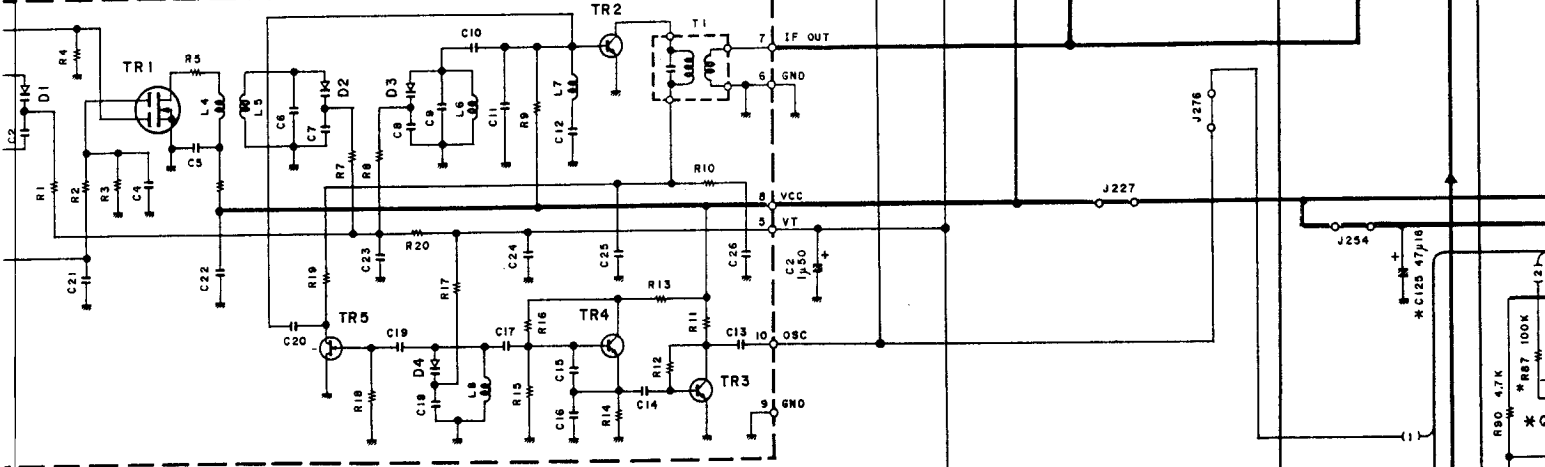 TR2
T1
C10
7 IF OUT
R4
R5
TR1
D1
D2
D3
L4
L5
C6
C7
C8
C9
L6
C11
R9
L7
C12
6 GND
J276
C2
C5
R1
R2
R3
C4
R7
R8
R10
8 VCC
J227
5 VT
R20
J254
C21
C22
R19
C23
R17
C24
C25
C26
C2 1μ50
+
+
* C125 47μ16
R13
(2)
TR5
C20
C19
C17
R16
TR4
R11
C13
10 OSC
* R87 100K
D4
C15
R12
TR3
R18
C18
L8
R15
C16
R14
C14
9 GND
R90 4.7K
* Q
(1)